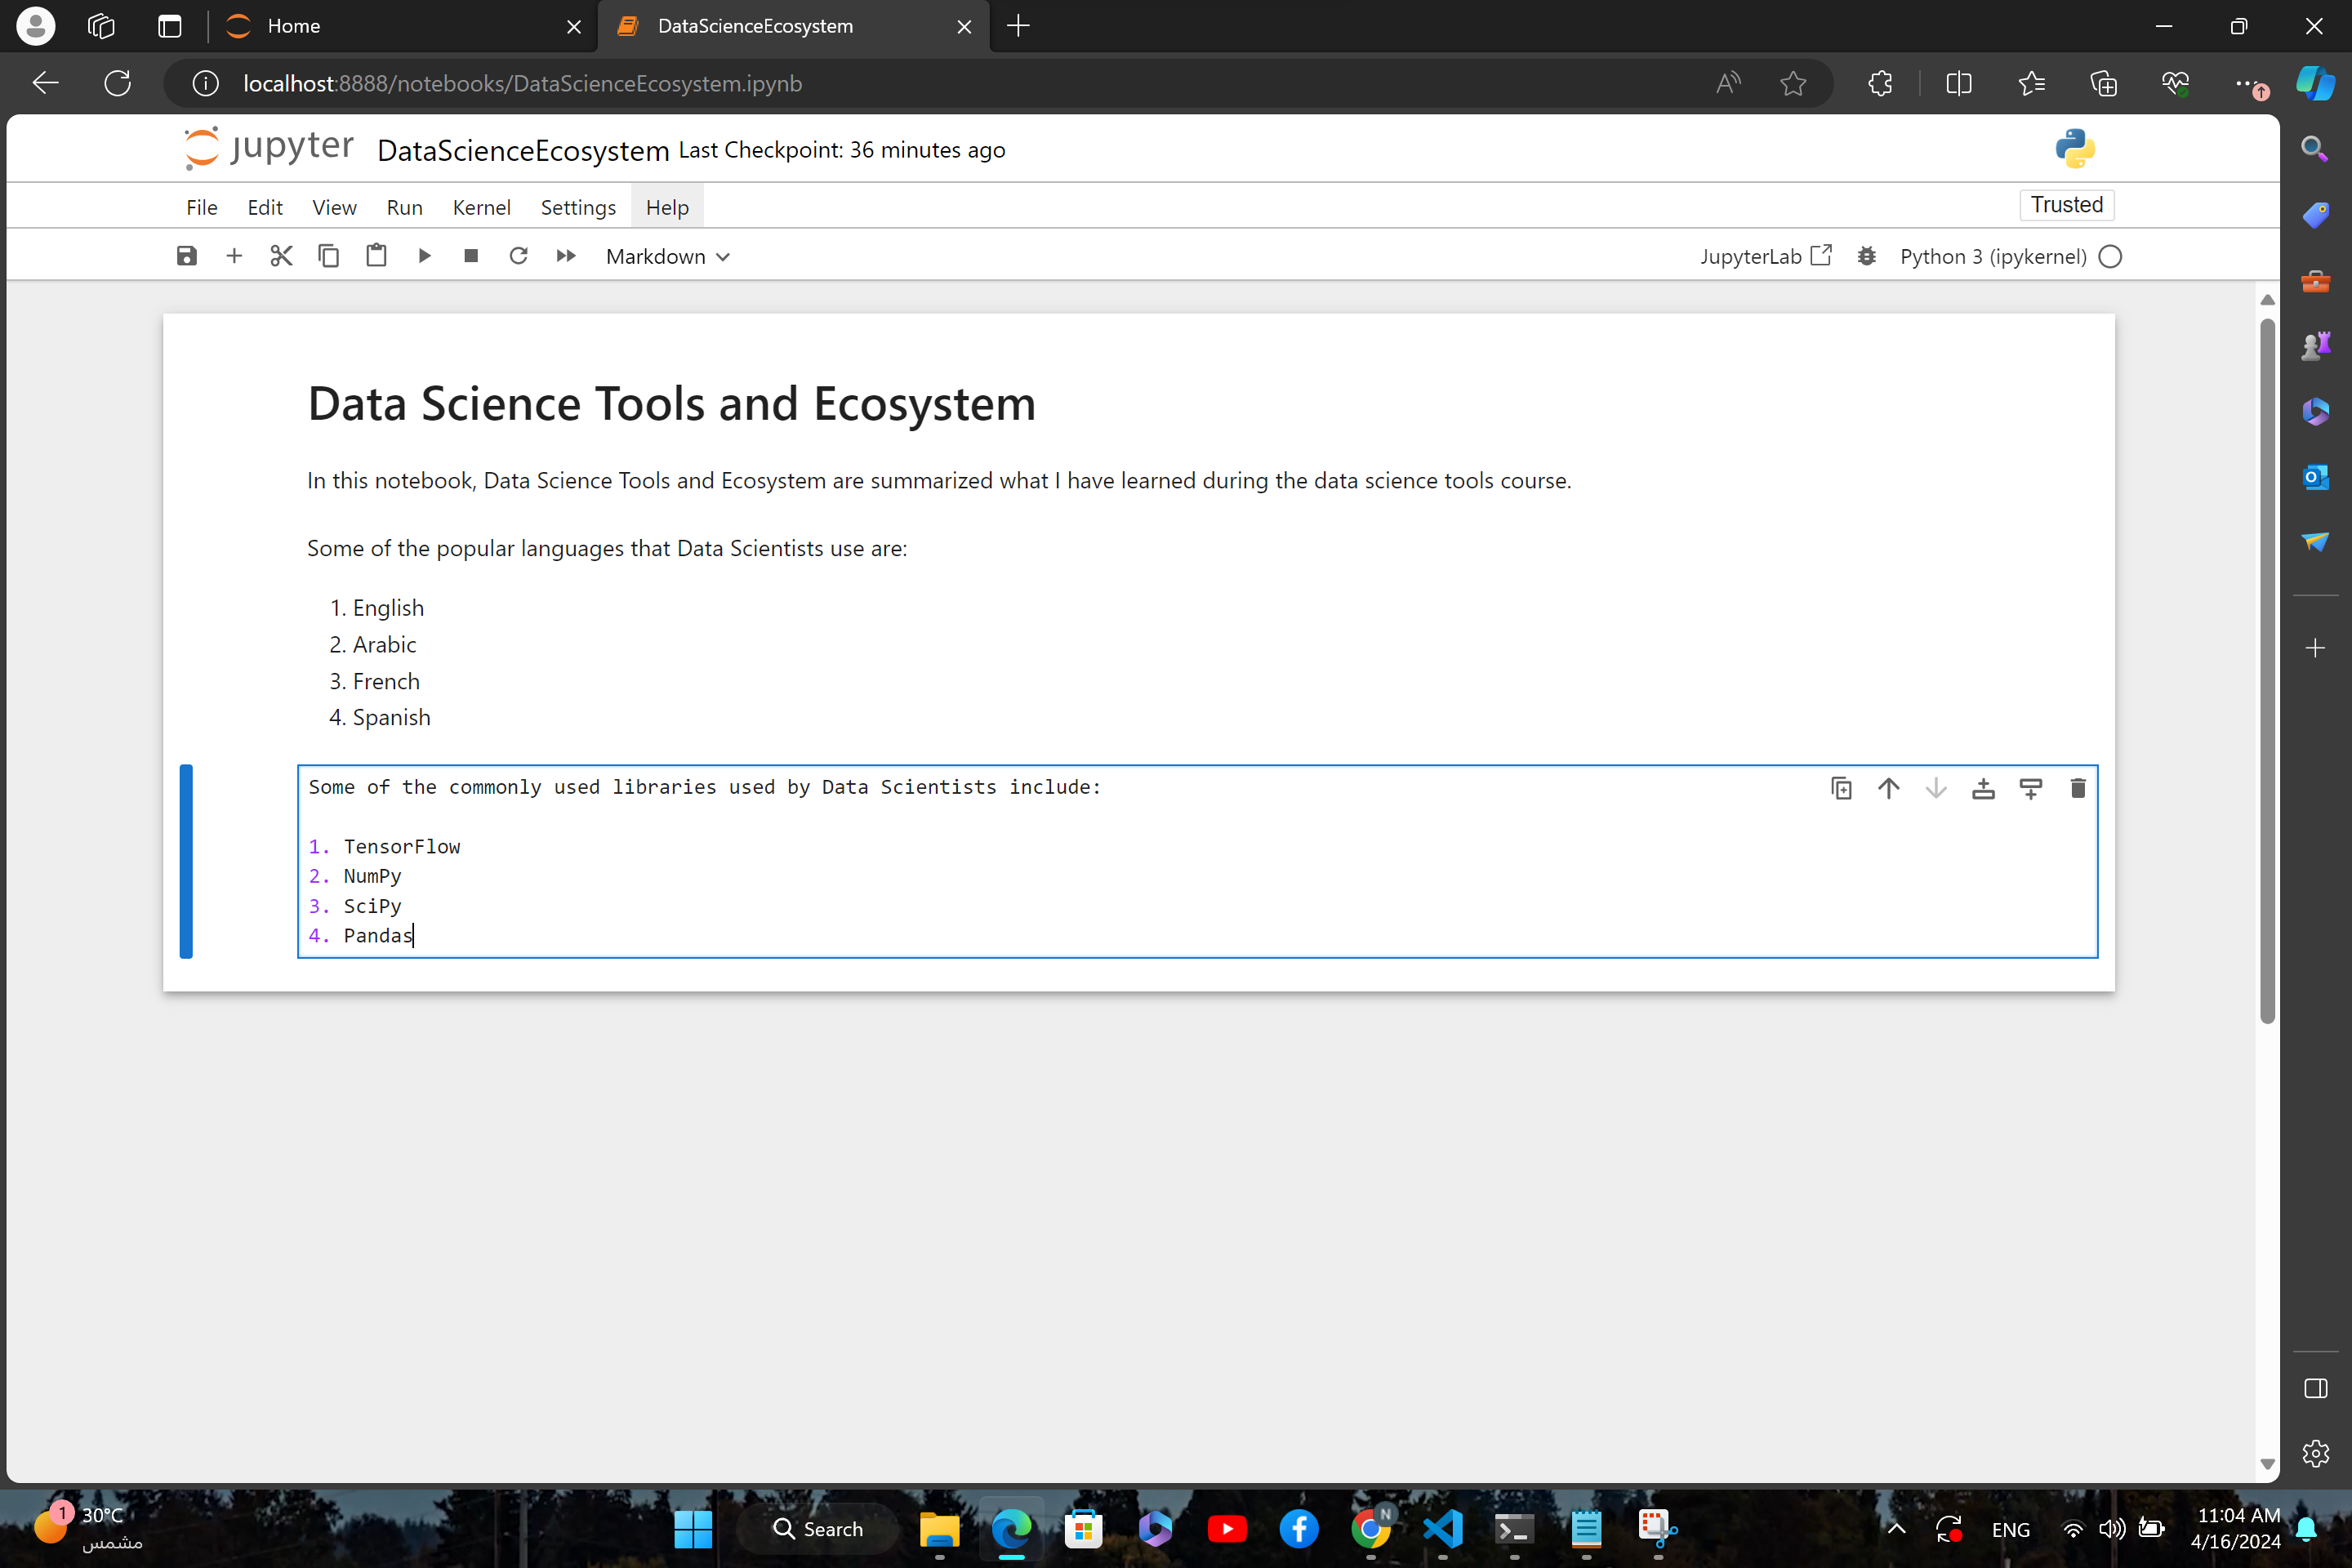 Home
DataScienceEcosystem
localhost:8888/notebooks/DataScienceEcosystem.ipynb
jupyter DataScienceEcosystem Last Checkpoint: 36 minutes ago
File Edit View Run Kernel Settings Help
Trusted
Markdown
JupyterLab
Python 3 (ipykernel)
Data Science Tools and Ecosystem
In this notebook, Data Science Tools and Ecosystem are summarized what I have learned during the data science tools course.
Some of the popular languages that Data Scientists use are:
1. English
2. Arabic
3. French
4. Spanish
Some of the commonly used libraries used by Data Scientists include:
1. TensorFlow
2. NumPy
3. SciPy
4. Pandas
1
30°C
مشمس
Search
N
ENG
11:04 AM
4/16/2024